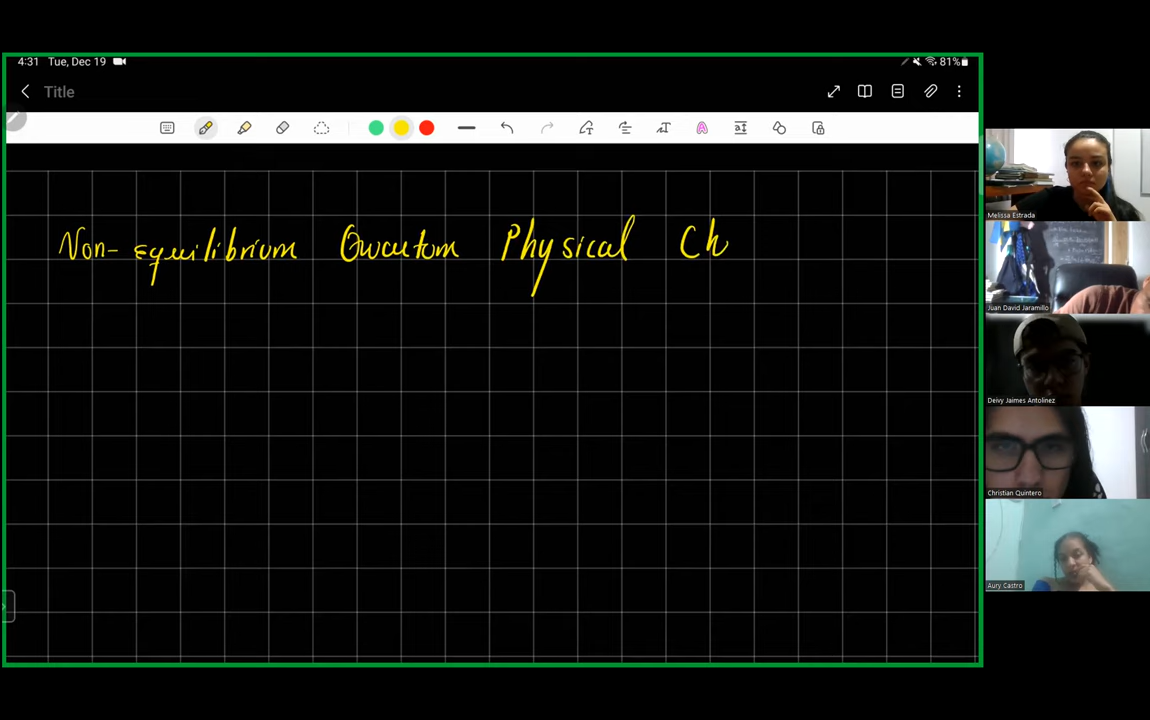 4:31 Tue, Dec 19 81%
Title
Non-equilibrium Quantum Physical Ch
Melissa Estrada
Juan David Jaramillo
Deivy Jaimes Antolinez
Christian Quintero
Aury Castro